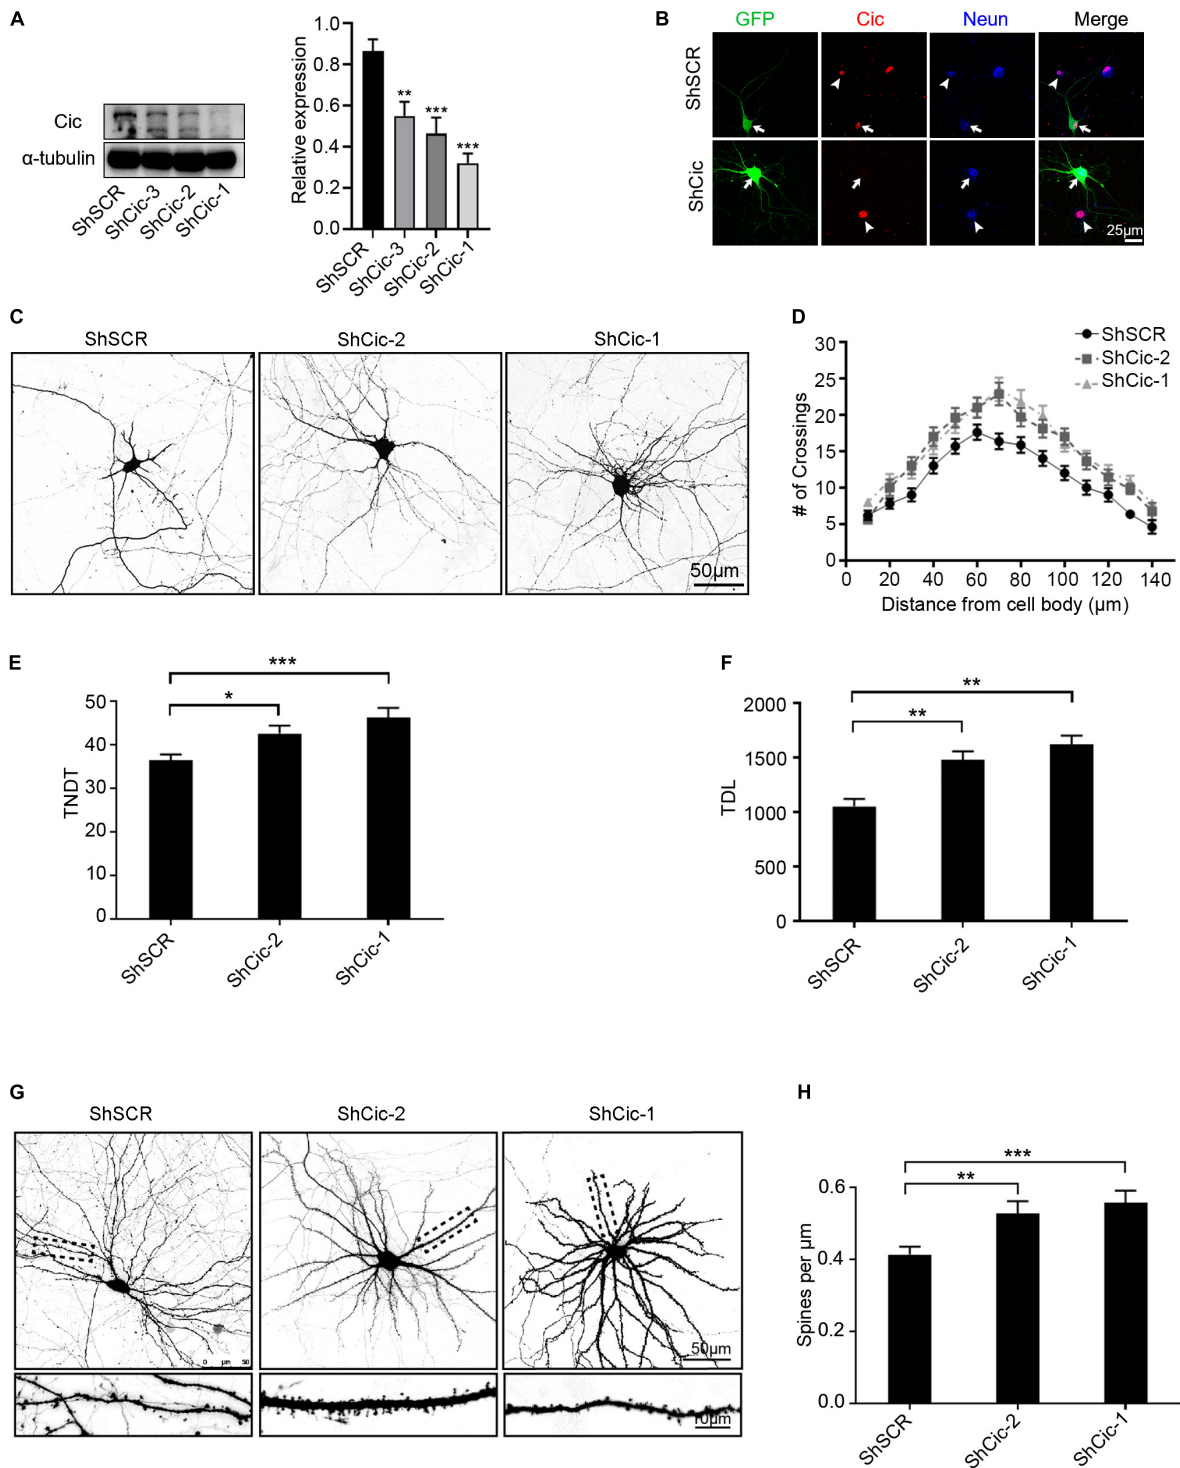 A
Cic
α-tubulin
ShSCR
ShCic-3
ShCic-2
ShCic-1
Relative expression
1.0
0.8
0.6
0.4
0.2
0.0
**
***
***
ShSCR
ShCic-3
ShCic-2
ShCic-1
B
GFP Cic Neun Merge
ShSCR
ShCic
25µm
C
ShSCR ShCic-2 ShCic-1
50µm
D
ShSCR
ShCic-2
ShCic-1
# of Crossings
30
25
20
15
10
5
0
0 20 40 60 80 100 120 140
Distance from cell body (µm)
E
***
*
TNDT
50
40
30
20
10
0
ShSCR
ShCic-2
ShCic-1
F
**
**
TDL
2000
1500
1000
500
0
ShSCR
ShCic-2
ShCic-1
G
ShSCR ShCic-2 ShCic-1
0 µm 50
50µm
10µm
H
***
**
Spines per µm
0.6
0.4
0.2
0.0
ShSCR
ShCic-2
ShCic-1